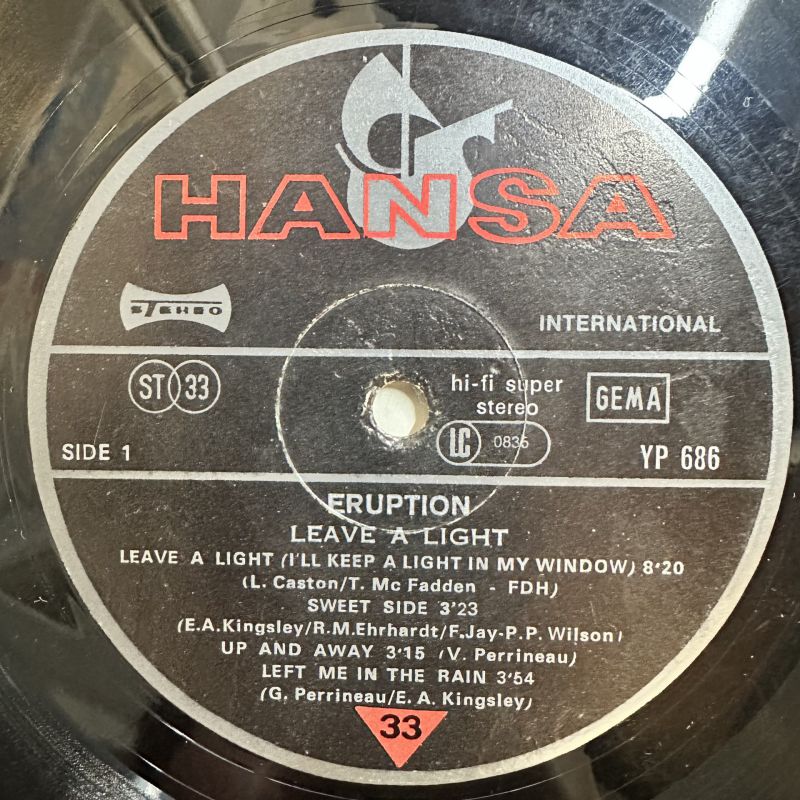 HANSA
STEREO
INTERNATIONAL
ST 33
hi-fi super
stereo
GEMA
LC 0835
SIDE 1
YP 686
ERUPTION
LEAVE A LIGHT
LEAVE A LIGHT (I'LL KEEP A LIGHT IN MY WINDOW) 8'20
(L. Caston/T. Mc Fadden - FDH)
SWEET SIDE 3'23
(E.A.Kingsley/R.M.Ehrhardt/F.Jay-P.P. Wilson)
UP AND AWAY 3'15 (V. Perrineau)
LEFT ME IN THE RAIN 3'54
(G. Perrineau/E. A. Kingsley)
33